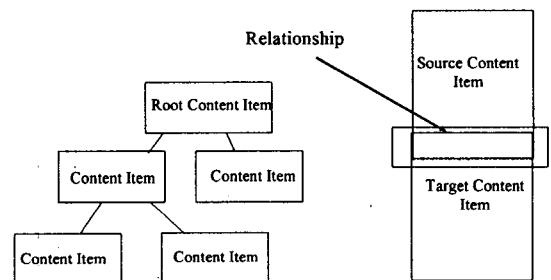 Relationship
Source Content
Item
Root Content Item
Content Item
Content Item
Target Content
Item
Content Item
Content Item